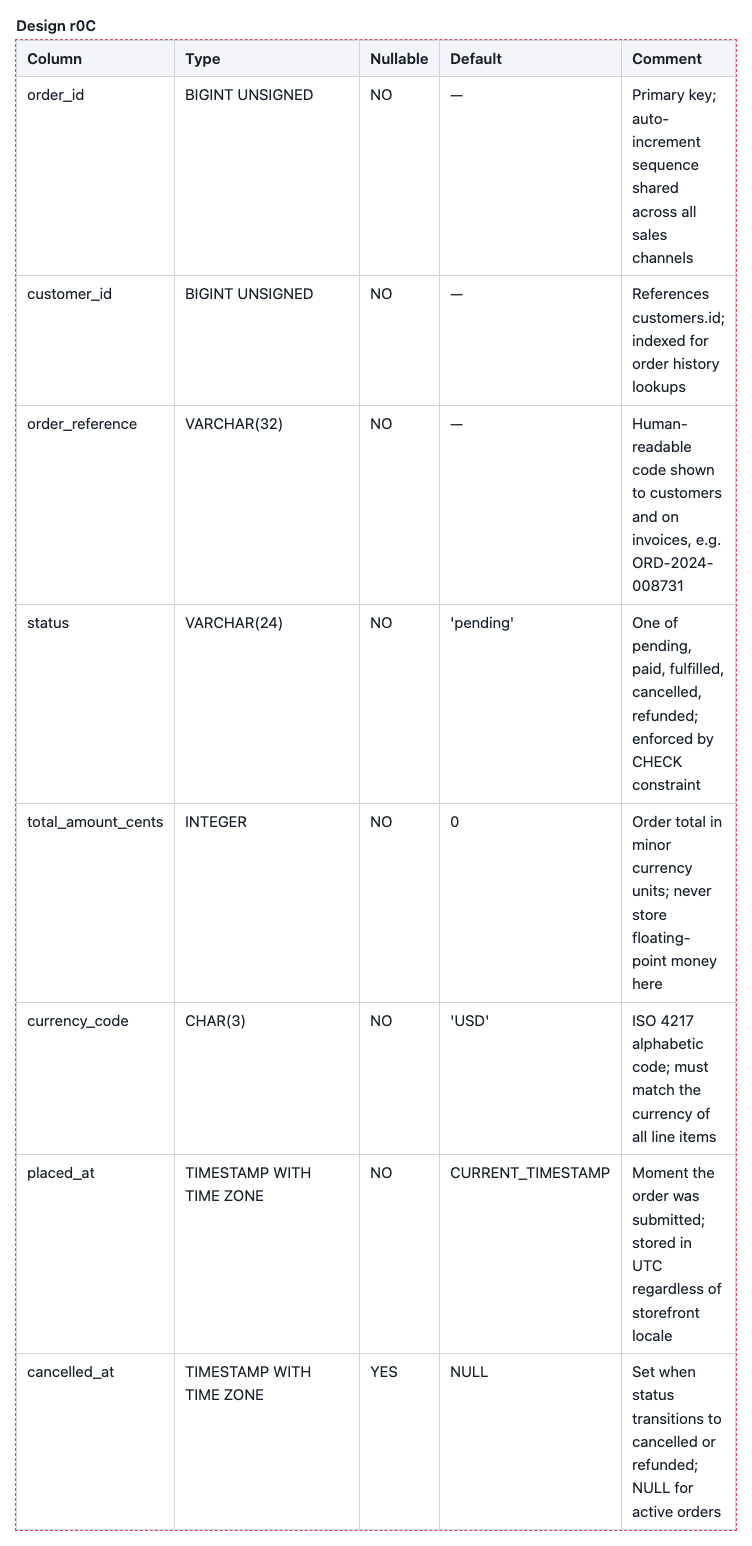 Design r0C
Column Type Nullable Default Comment
order_id BIGINT UNSIGNED NO — Primary key;
auto-
increment
sequence
shared
across all
sales
channels
customer_id BIGINT UNSIGNED NO — References
customers.id;
indexed for
order history
lookups
order_reference VARCHAR(32) NO — Human-
readable
code shown
to customers
and on
invoices, e.g.
ORD-2024-
008731
status VARCHAR(24) NO 'pending' One of
pending,
paid, fulfilled,
cancelled,
refunded;
enforced by
CHECK
constraint
total_amount_cents INTEGER NO 0 Order total in
minor
currency
units; never
store
floating-
point money
here
currency_code CHAR(3) NO 'USD' ISO 4217
alphabetic
code; must
match the
currency of
all line items
placed_at TIMESTAMP WITH NO CURRENT_TIMESTAMP Moment the
TIME ZONE order was
submitted;
stored in
UTC
regardless of
storefront
locale
cancelled_at TIMESTAMP WITH YES NULL Set when
TIME ZONE status
transitions to
cancelled or
refunded;
NULL for
active orders